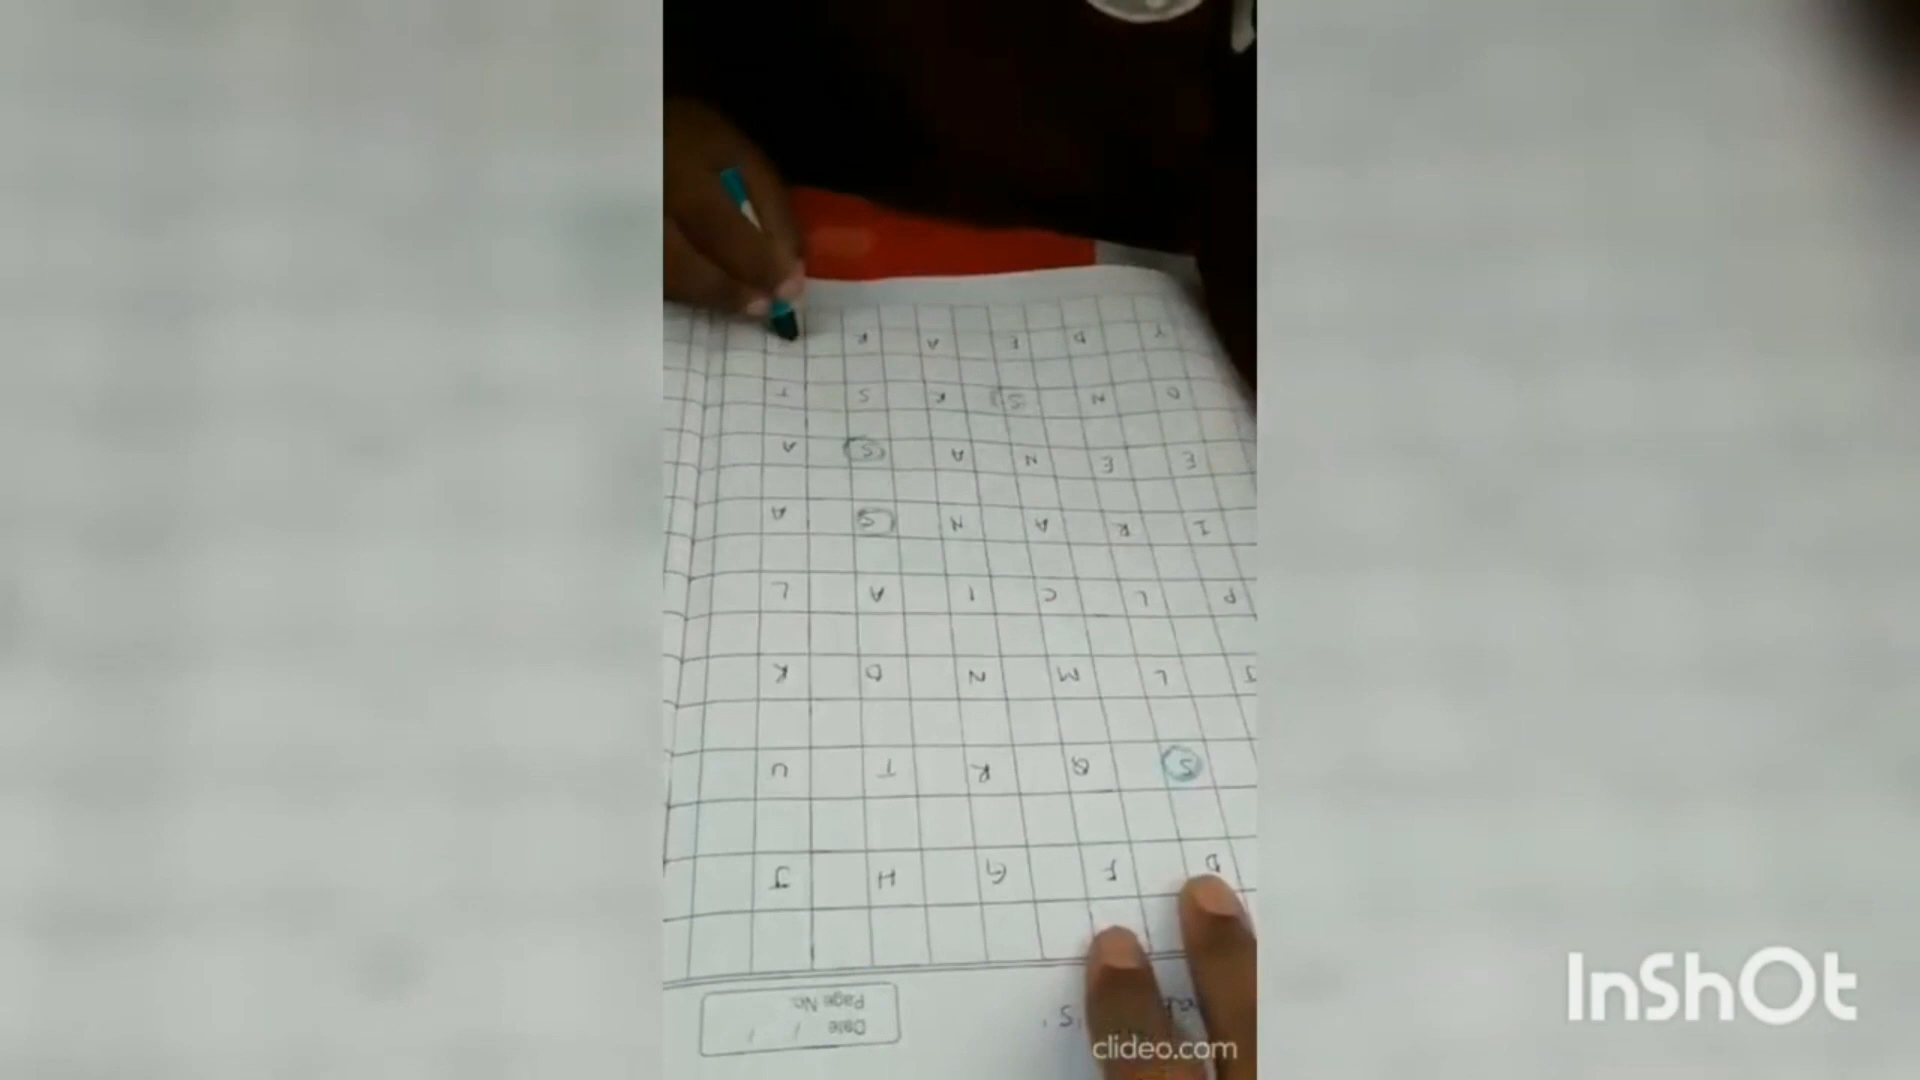 'S'
Date / /
Page No.
D F G H J
S Q R T U
J L M N O K
P L C I A L
I R A N S A
E E N A S A
O N S K S T
Y D E A R
clideo.com
InShOt